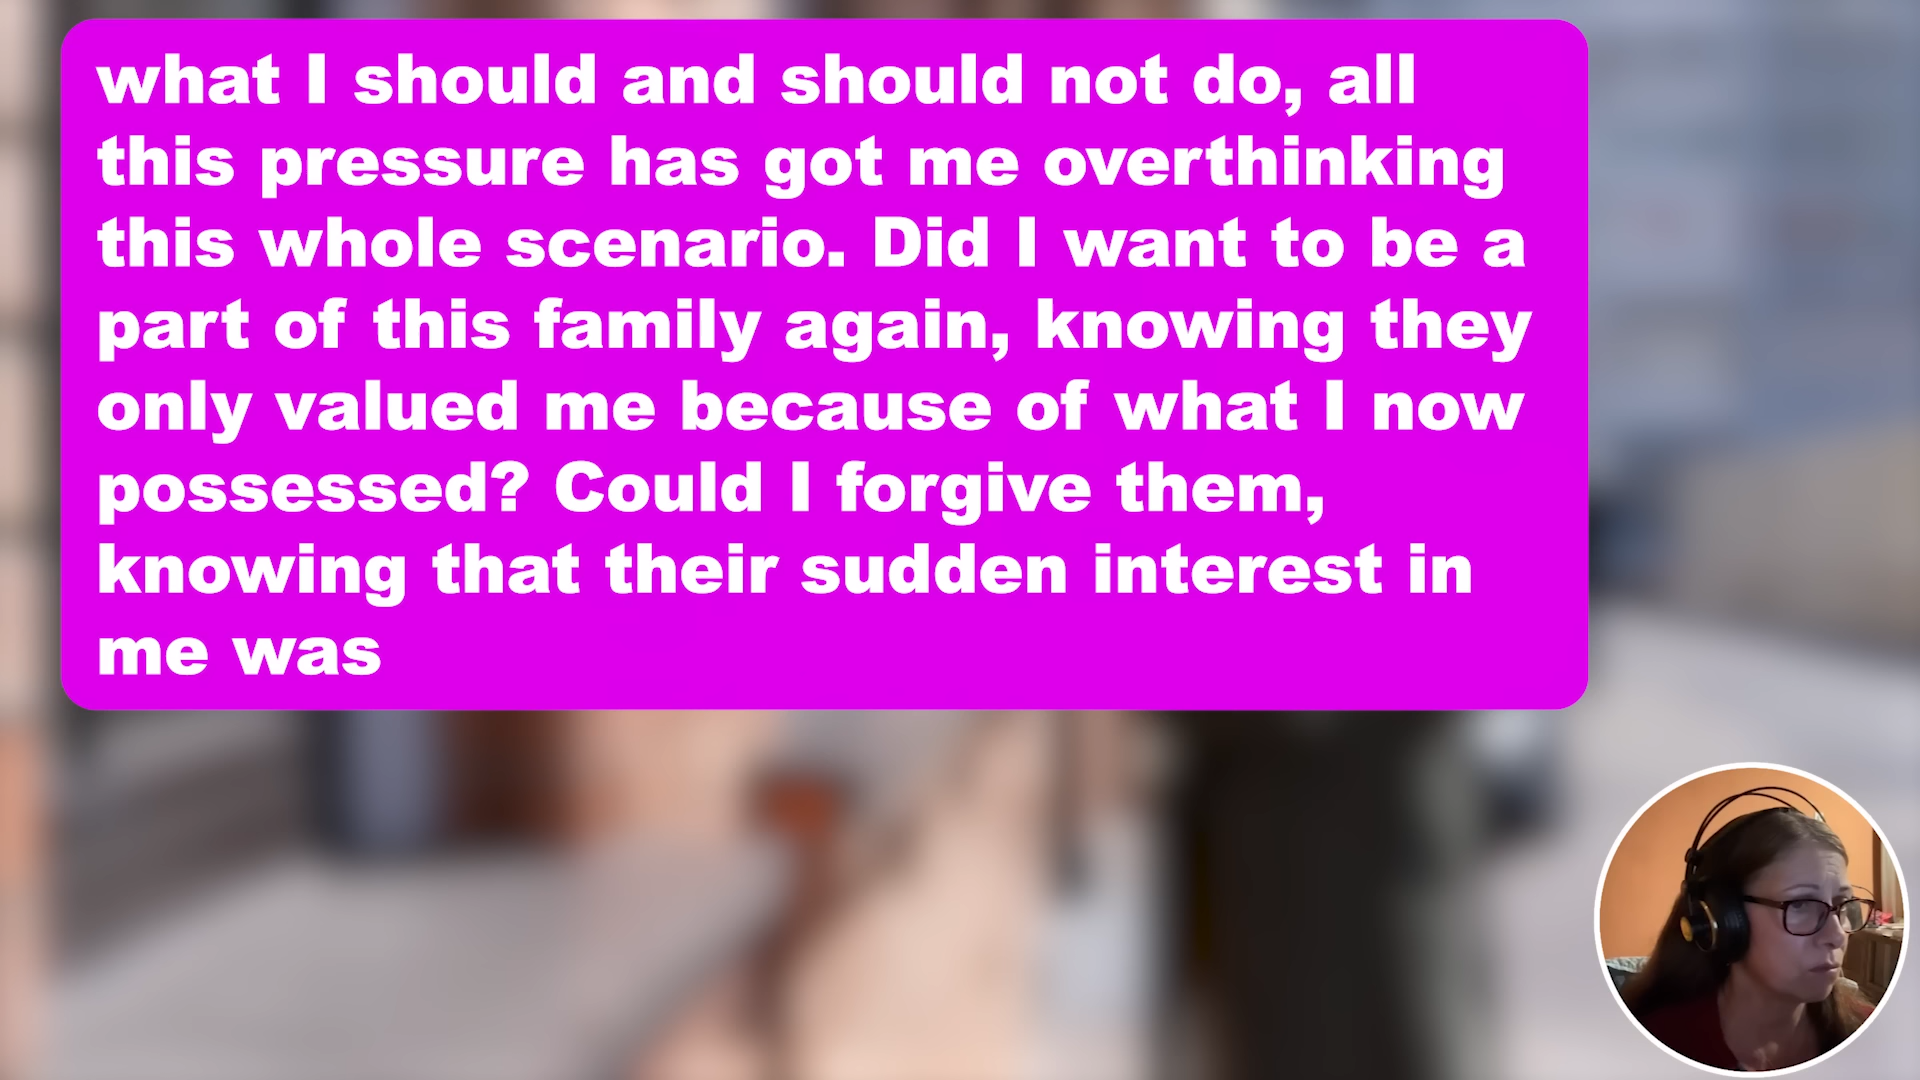 what I should and should not do, all
this pressure has got me overthinking
this whole scenario. Did I want to be a
part of this family again, knowing they
only valued me because of what I now
possessed? Could I forgive them,
knowing that their sudden interest in
me was